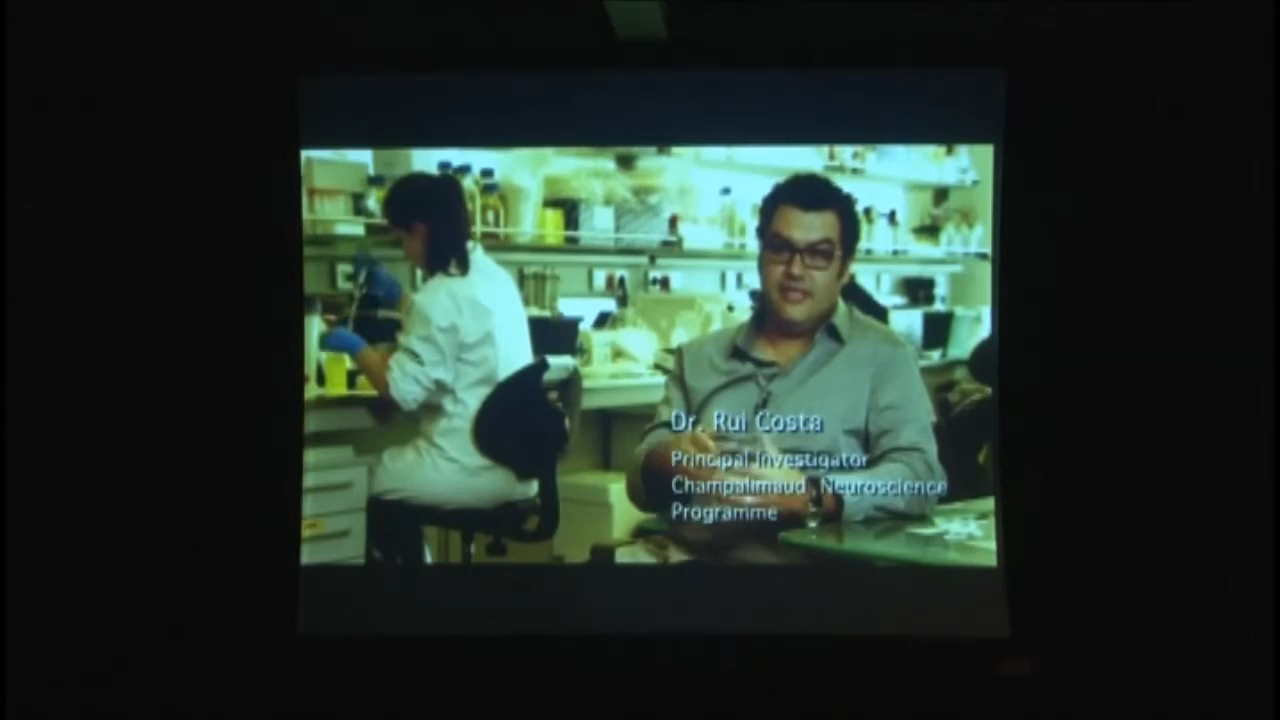 Dr. Rui Costa
Principal Investigator
Champalimaud Neuroscience
Programme